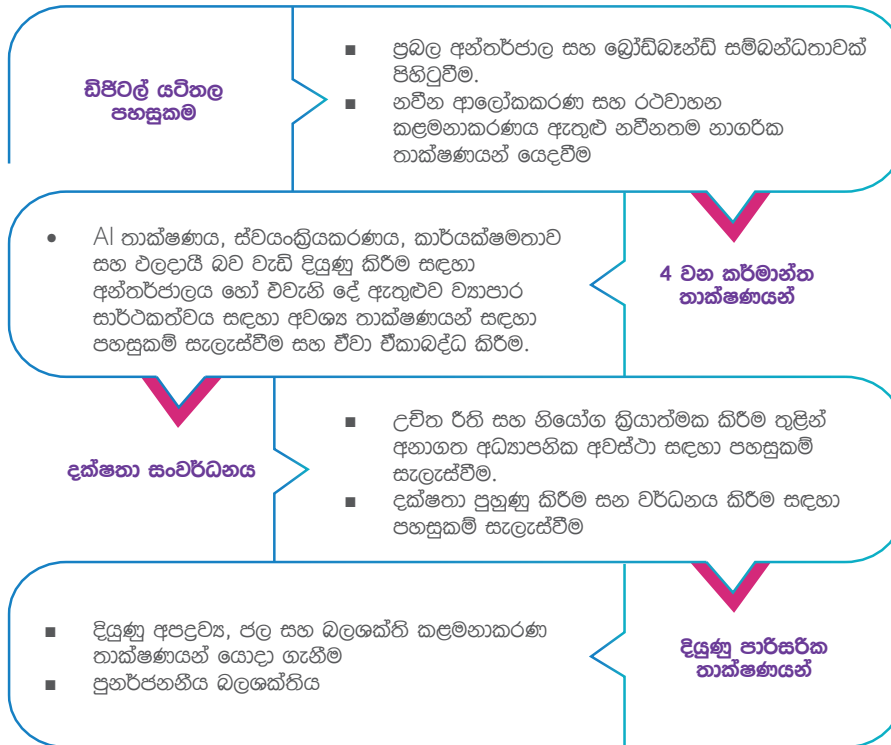 ඩිජිටල් යටිතල
පහසුකම
■ ප්‍රබල අන්තර්ජාල සහ බ්‍රෝඩ්බෑන්ඩ් සම්බන්ධතාවක්
පිහිටුවීම.
■ නවීන ආලෝකකරණ සහ රථවාහන
කළමනාකරණය ඇතුළු නවීනතම නාගරික
තාක්ෂණයන් යෙදවීම
● AI තාක්ෂණය, ස්වයංක්‍රියකරණය, කාර්යක්ෂමතාව
සහ ඵලදායී බව වැඩි දියුණු කිරීම සඳහා
අන්තර්ජාලය හෝ එවැනි දේ ඇතුළුව ව්‍යාපාර
සාර්ථකත්වය සඳහා අවශ්‍ය තාක්ෂණයන් සඳහා
පහසුකම් සැලැස්වීම සහ ඒවා ඒකාබද්ධ කිරීම.
4 වන කර්මාන්ත
තාක්ෂණයන්
දක්ෂතා සංවර්ධනය
■ උචිත රීති සහ නියෝග ක්‍රියාත්මක කිරීම තුළින්
අනාගත අධ්‍යාපනික අවස්ථා සඳහා පහසුකම්
සැලැස්වීම.
■ දක්ෂතා පුහුණු කිරීම සන වර්ධනය කිරීම සඳහා
පහසුකම් සැලැස්වීම
■ දියුණු අපද්‍රව්‍ය, ජල සහ බලශක්ති කළමනාකරණ
තාක්ෂණයන් යොදා ගැනීම
■ පුනර්ජනනීය බලශක්තිය
දියුණු පාරිසරික
තාක්ෂණයන්